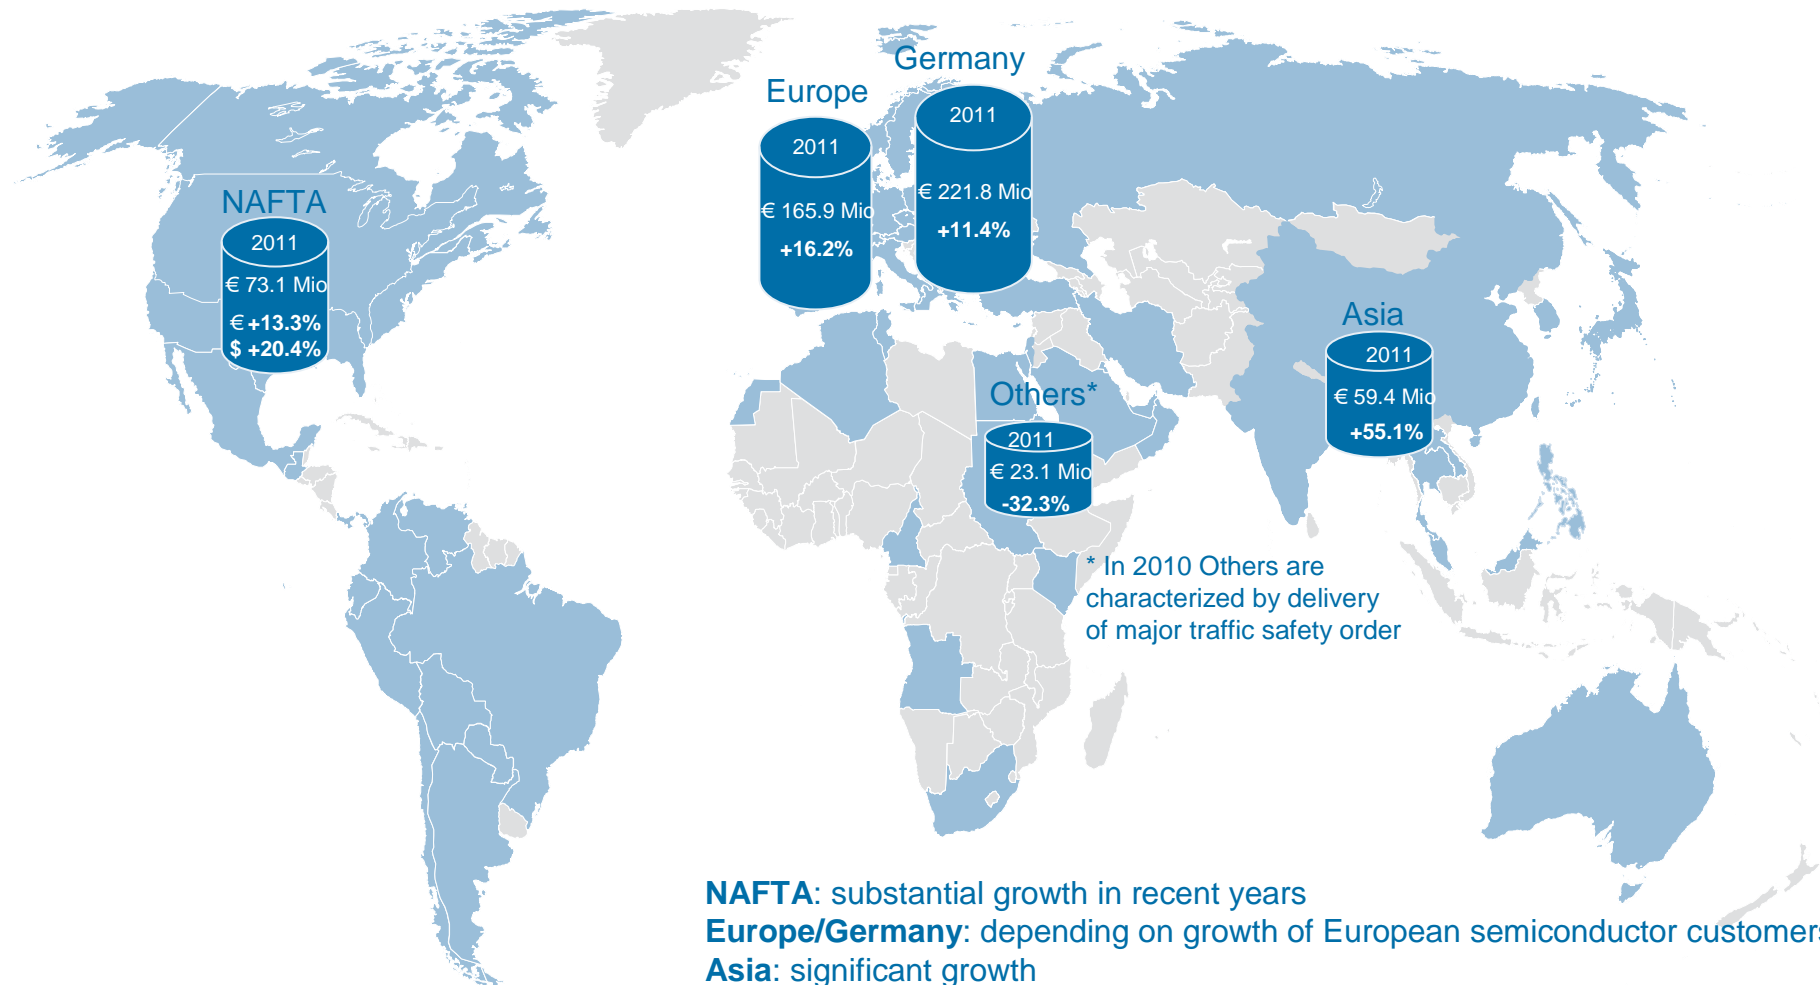 Germany
2011
€ 221.8 Mio
+11.4%
Europe
2011
€ 165.9 Mio
+16.2%
NAFTA
2011
€ 73.1 Mio
€ +13.3%
$ +20.4%
Asia
2011
€ 59.4 Mio
+55.1%
Others*
2011
€ 23.1 Mio
-32.3%
* In 2010 Others are
characterized by delivery
of major traffic safety order
NAFTA: substantial growth in recent years
Europe/Germany: depending on growth of European semiconductor customers
Asia: significant growth